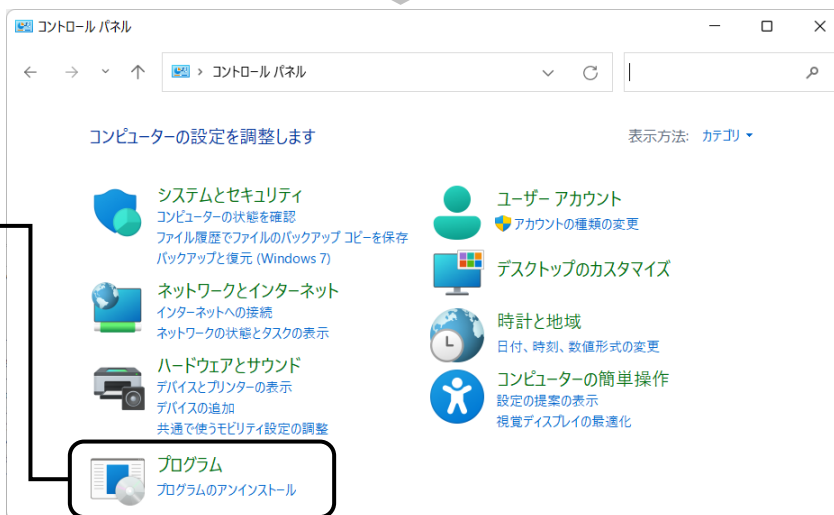 コントロール パネル
コントロール パネル
コンピューターの設定を調整します
表示方法: カテゴリ
システムとセキュリティ
コンピューターの状態を確認
ファイル履歴でファイルのバックアップ コピーを保存
バックアップと復元 (Windows 7)
ネットワークとインターネット
インターネットへの接続
ネットワークの状態とタスクの表示
ハードウェアとサウンド
デバイスとプリンターの表示
デバイスの追加
共通で使うモビリティ設定の調整
プログラム
プログラムのアンインストール
ユーザー アカウント
アカウントの種類の変更
デスクトップのカスタマイズ
時計と地域
日付、時刻、数値形式の変更
コンピューターの簡単操作
設定の提案の表示
視覚ディスプレイの最適化